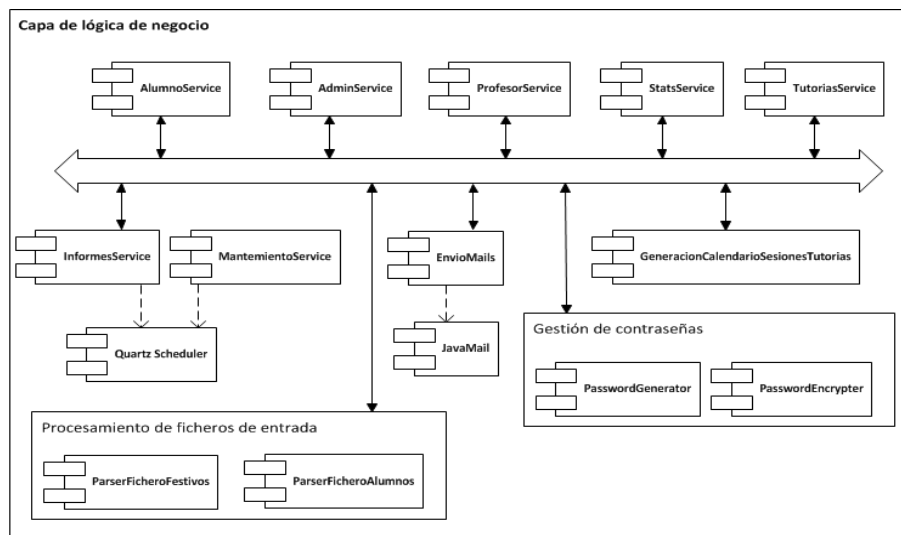 Capa de lógica de negocio
AlumnoService
AdminService
ProfesorService
StatsService
TutoriasService
InformesService
MantemientoService
EnvioMails
GeneracionCalendarioSesionesTutorias
Quartz Scheduler
JavaMail
Gestión de contraseñas
PasswordGenerator
PasswordEncrypter
Procesamiento de ficheros de entrada
ParserFicheroFestivos
ParserFicheroAlumnos